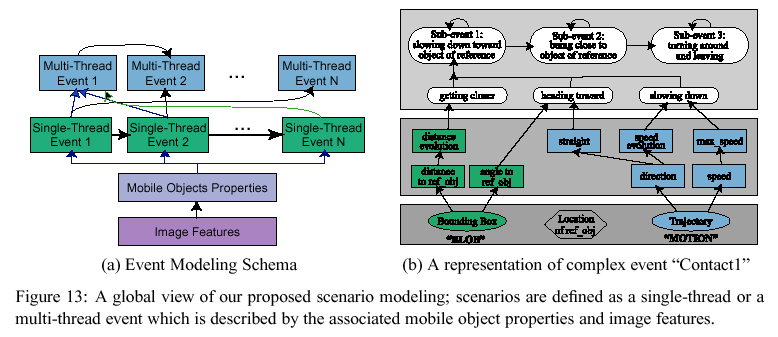 Multi-Thread
Event 1
Multi-Thread
Event 2
...
Multi-Thread
Event N
Single-Thread
Event 1
Single-Thread
Event 2
...
Single-Thread
Event N
Mobile Objects Properties
Image Features
(a) Event Modeling Schema
Sub-event 1:
slowing down toward
object of reference
Sub-event 2:
being close to
object of reference
Sub-event 3:
turning around
and leaving
getting closer
heading toward
slowing down
distance
evolution
straight
speed
evolution
max_speed
distance
to ref_obj
angle to
ref_obj
direction
speed
Bounding Box
"BLOB"
Location
of ref_obj
Trajectory
"MOTION"
(b) A representation of complex event “Contact1”
Figure 13: A global view of our proposed scenario modeling; scenarios are defined as a single-thread or a
multi-thread event which is described by the associated mobile object properties and image features.